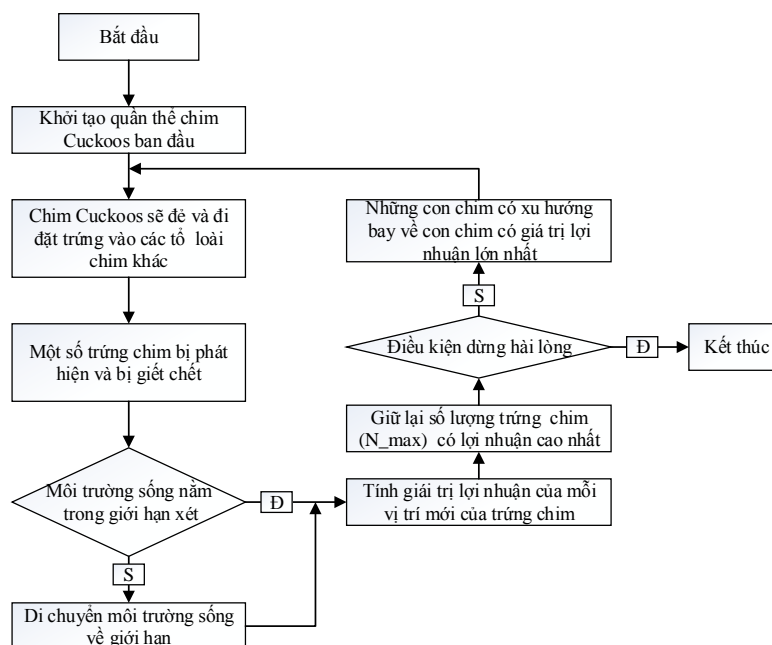 Bắt đầu
Khởi tạo quần thể chim
Cuckoos ban đầu
Chim Cuckoos sẽ đẻ và đi
đặt trứng vào các tổ loài
chim khác
Một số trứng chim bị phát
hiện và bị giết chết
Môi trường sống nằm
trong giới hạn xét
Đ
S
Di chuyển môi trường sống
về giới hạn
Tính giái trị lợi nhuận của mỗi
vị trí mới của trứng chim
Giữ lại số lượng trứng chim
(N_max) có lợi nhuận cao nhất
Điều kiện dừng hài lòng
S
Những con chim có xu hướng
bay về con chim có giá trị lợi
nhuận lớn nhất
Đ
Kết thúc